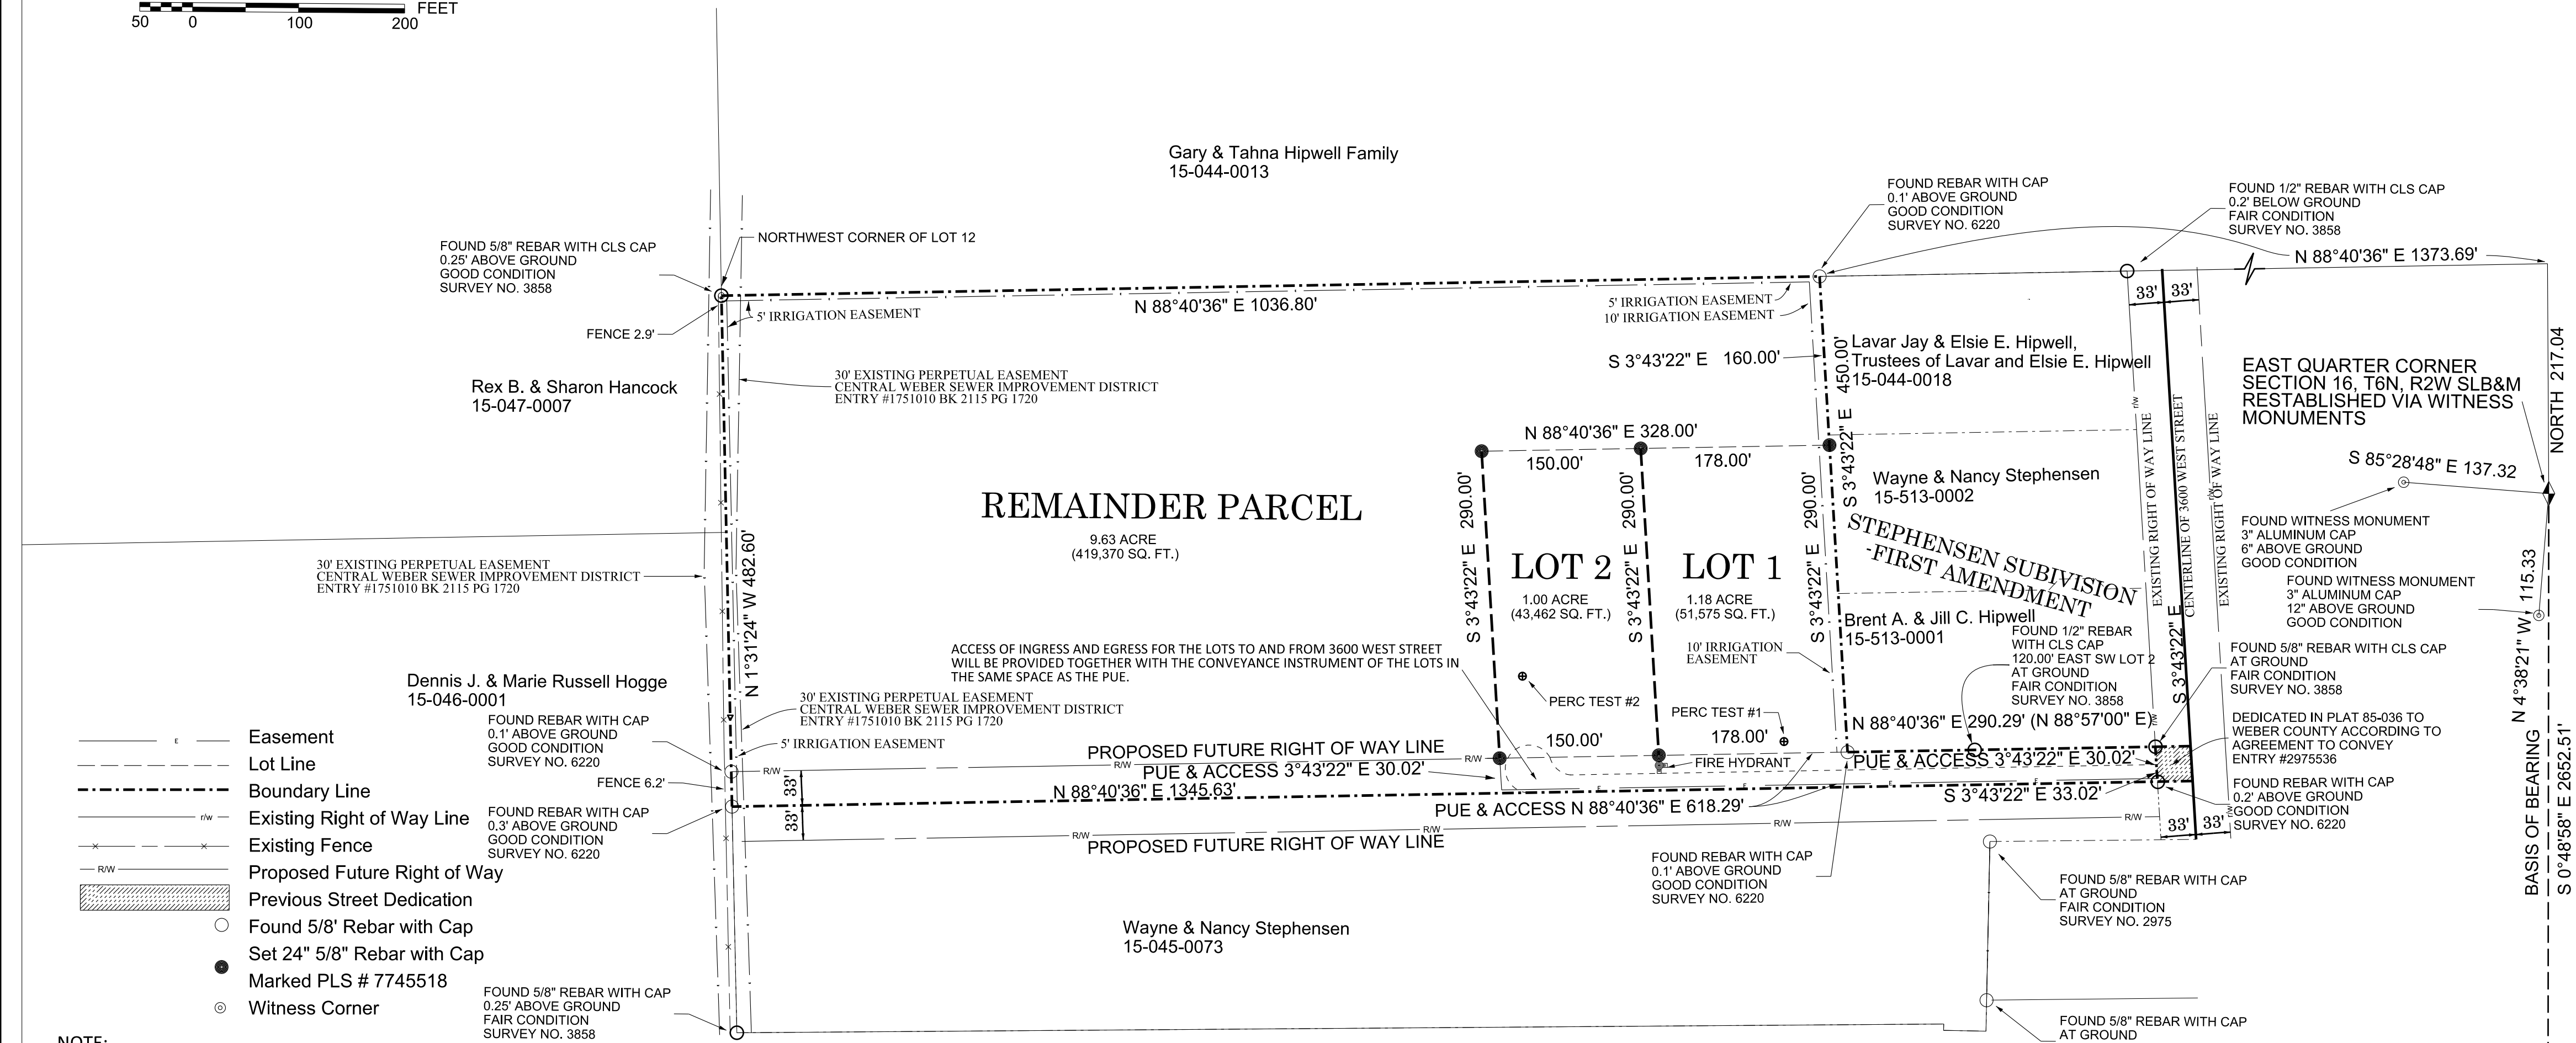 FEET
50 0 100 200
Gary & Tahna Hipwell Family
15-044-0013
FOUND REBAR WITH CAP
0.1' ABOVE GROUND
GOOD CONDITION
SURVEY NO. 6220
FOUND 1/2" REBAR WITH CLS CAP
0.2' BELOW GROUND
FAIR CONDITION
SURVEY NO. 3858
N 88°40'36" E 1373.69'
FOUND 5/8" REBAR WITH CLS CAP
0.25' ABOVE GROUND
GOOD CONDITION
SURVEY NO. 3858
NORTHWEST CORNER OF LOT 12
N 88°40'36" E 1036.80'
5' IRRIGATION EASEMENT
FENCE 2.9'
5' IRRIGATION EASEMENT
10' IRRIGATION EASEMENT
33' 33'
S 3°43'22" E 160.00'
S 3°43'22" E 450.00'
Lavar Jay & Elsie E. Hipwell,
Trustees of Lavar and Elsie E. Hipwell
15-044-0018
NORTH 217.04
EAST QUARTER CORNER
SECTION 16, T6N, R2W SLB&M
RESTABLISHED VIA WITNESS
MONUMENTS
30' EXISTING PERPETUAL EASEMENT
CENTRAL WEBER SEWER IMPROVEMENT DISTRICT
ENTRY #1751010 BK 2115 PG 1720
Rex B. & Sharon Hancock
15-047-0007
N 88°40'36" E 328.00'
150.00'
178.00'
S 85°28'48" E 137.32
Wayne & Nancy Stephensen
15-513-0002
r/w
EXISTING RIGHT OF WAY LINE
CENTERLINE OF 3600 WEST STREET
r/w
EXISTING RIGHT OF WAY LINE
S 3°43'22" E
REMAINDER PARCEL
9.63 ACRE
(419,370 SQ. FT.)
S 3°43'22" E 290.00'
S 3°43'22" E 290.00'
S 3°43'22" E 290.00'
FOUND WITNESS MONUMENT
3" ALUMINUM CAP
6" ABOVE GROUND
GOOD CONDITION
STEPHENSEN SUBIVISION
-FIRST AMENDMENT
LOT 2
1.00 ACRE
(43,462 SQ. FT.)
LOT 1
1.18 ACRE
(51,575 SQ. FT.)
30' EXISTING PERPETUAL EASEMENT
CENTRAL WEBER SEWER IMPROVEMENT DISTRICT
ENTRY #1751010 BK 2115 PG 1720
N 1°31'24" W 482.60'
FOUND WITNESS MONUMENT
3" ALUMINUM CAP
12" ABOVE GROUND
GOOD CONDITION
N 4°38'21" W 115.33
Brent A. & Jill C. Hipwell
15-513-0001
FOUND 1/2" REBAR
WITH CLS CAP
120.00' EAST SW LOT 2
AT GROUND
FAIR CONDITION
SURVEY NO. 3858
10' IRRIGATION
EASEMENT
ACCESS OF INGRESS AND EGRESS FOR THE LOTS TO AND FROM 3600 WEST STREET
WILL BE PROVIDED TOGETHER WITH THE CONVEYANCE INSTRUMENT OF THE LOTS IN
THE SAME SPACE AS THE PUE.
FOUND 5/8" REBAR WITH CLS CAP
AT GROUND
FAIR CONDITION
SURVEY NO. 3858
Dennis J. & Marie Russell Hogge
15-046-0001
30' EXISTING PERPETUAL EASEMENT
CENTRAL WEBER SEWER IMPROVEMENT DISTRICT
ENTRY #1751010 BK 2115 PG 1720
5' IRRIGATION EASEMENT
PERC TEST #2
PERC TEST #1
N 88°40'36" E 290.29' (N 88°57'00" E)
r/w
DEDICATED IN PLAT 85-036 TO
WEBER COUNTY ACCORDING TO
AGREEMENT TO CONVEY
ENTRY #2975536
FOUND REBAR WITH CAP
0.1' ABOVE GROUND
GOOD CONDITION
SURVEY NO. 6220
FENCE 6.2'
PROPOSED FUTURE RIGHT OF WAY LINE
150.00'
178.00'
R/W R/W R/W
PUE & ACCESS 3°43'22" E 30.02'
FIRE HYDRANT
PUE & ACCESS 3°43'22" E 30.02'
33'
33'
N 88°40'36" E 1345.63'
E E E E
S 3°43'22" E 33.02'
PUE & ACCESS N 88°40'36" E 618.29'
FOUND REBAR WITH CAP
0.2' ABOVE GROUND
GOOD CONDITION
SURVEY NO. 6220
r/w
33' 33'
FOUND REBAR WITH CAP
0.3' ABOVE GROUND
GOOD CONDITION
SURVEY NO. 6220
R/W R/W R/W R/W
PROPOSED FUTURE RIGHT OF WAY LINE
FOUND REBAR WITH CAP
0.1' ABOVE GROUND
GOOD CONDITION
SURVEY NO. 6220
FOUND 5/8" REBAR WITH CAP
AT GROUND
FAIR CONDITION
SURVEY NO. 2975
BASIS OF BEARING
S 0°48'58" E 2652.51'
Wayne & Nancy Stephensen
15-045-0073
FOUND 5/8" REBAR WITH CAP
0.25' ABOVE GROUND
FAIR CONDITION
SURVEY NO. 3858
FOUND 5/8" REBAR WITH CAP
AT GROUND
E Easement
Lot Line
Boundary Line
r/w Existing Right of Way Line
Existing Fence
R/W Proposed Future Right of Way
Previous Street Dedication
Found 5/8' Rebar with Cap
Set 24" 5/8" Rebar with Cap
Marked PLS # 7745518
Witness Corner
NOTE: